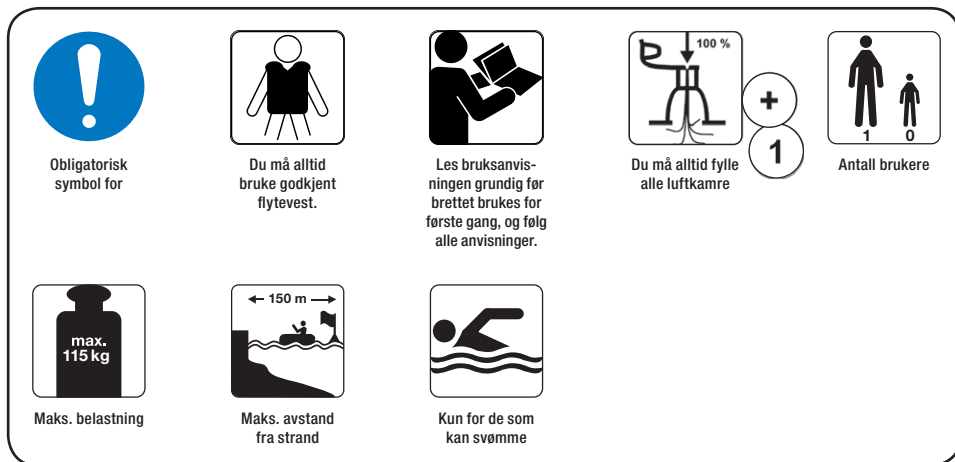 Obligatorisk
symbol for
Du må alltid
bruke godkjent
flytevest.
Les bruksanvis-
ningen grundig før
brettet brukes for
første gang, og følg
alle anvisninger.
100 %
+
1
Du må alltid fylle
alle luftkamre
1 0
Antall brukere
max.
115 kg
Maks. belastning
150 m
Maks. avstand
fra strand
Kun for de som
kan svømme